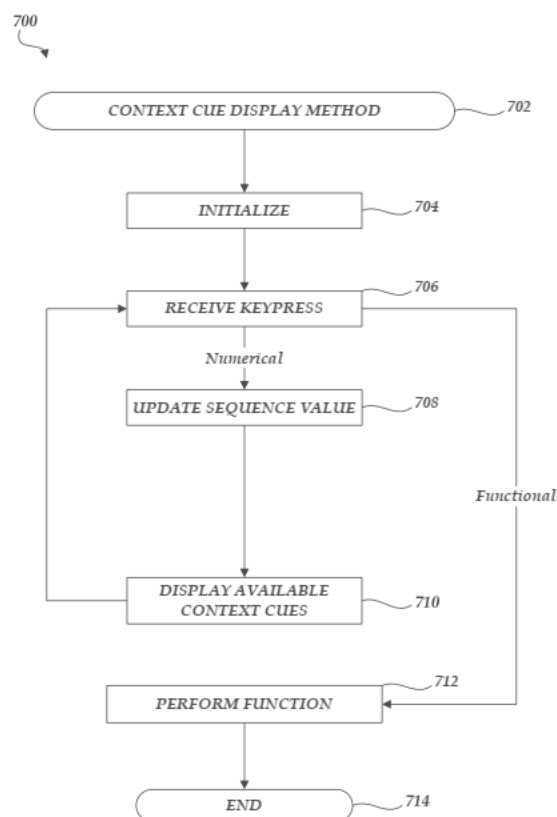 700
CONTEXT CUE DISPLAY METHOD
702
INITIALIZE
704
RECEIVE KEYPRESS
706
Numerical
UPDATE SEQUENCE VALUE
708
Functional
DISPLAY AVAILABLE
CONTEXT CUES
710
PERFORM FUNCTION
712
END
714